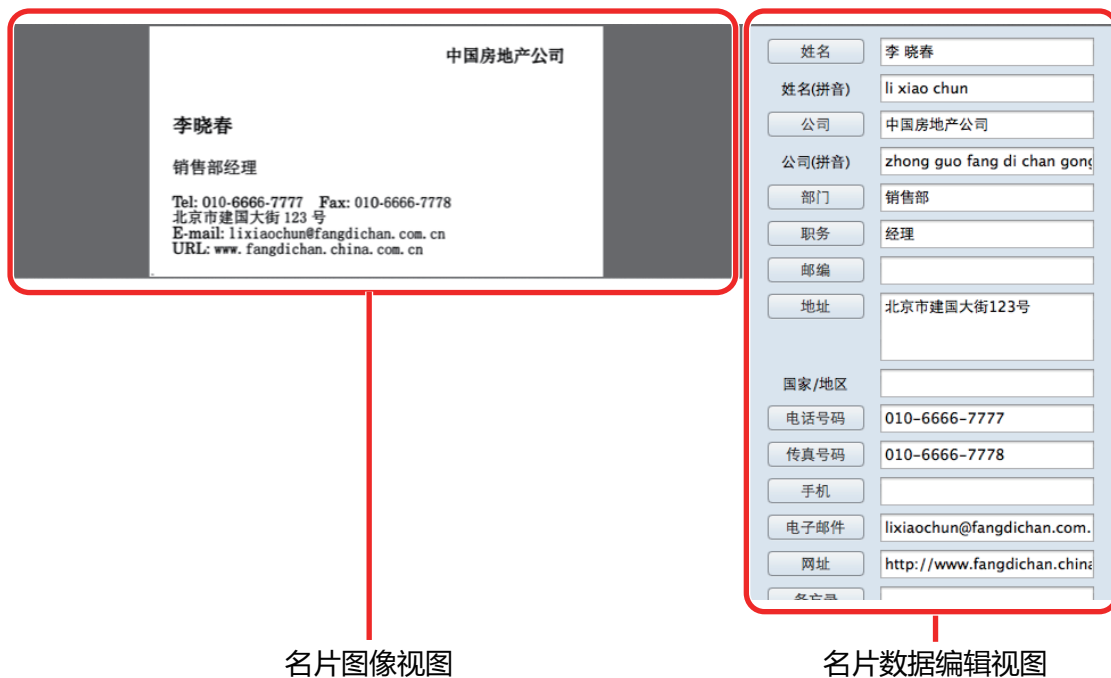 中国房地产公司
李晓春
销售部经理
Tel: 010-6666-7777 Fax: 010-6666-7778
北京市建国大街 123 号
E-mail: lixiaochun@fangdichan.com.cn
URL: www.fangdichan.china.com.cn
姓名 李 晓春
姓名(拼音) li xiao chun
公司 中国房地产公司
公司(拼音) zhong guo fang di chan gong
部门 销售部
职务 经理
邮编
地址 北京市建国大街123号
国家/地区
电话号码 010-6666-7777
传真号码 010-6666-7778
手机
电子邮件 lixiaochun@fangdichan.com.
网址 http://www.fangdichan.china
备忘录
名片图像视图
名片数据编辑视图